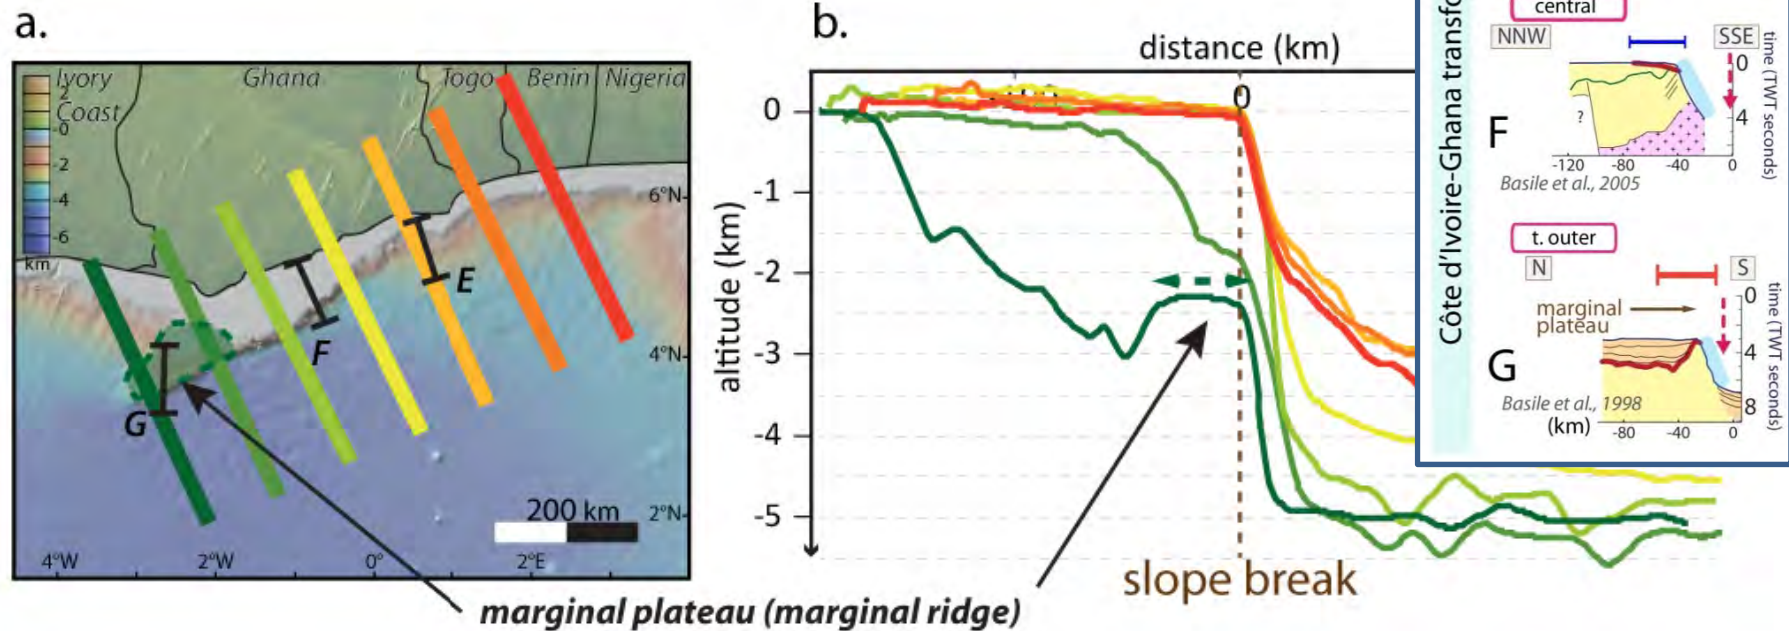 a.
Ivory
Coast
Ghana
Togo
Benin
Nigeria
2
-0
-2
-4
-6
km
6°N
4°N
2°N
E
F
G
200 km
4°W
2°W
0°
2°E
marginal plateau (marginal ridge)
b.
distance (km)
0
altitude (km)
0
-1
-2
-3
-4
-5
slope break
Côte d'Ivoire-Ghana transfo
central
NNW
SSE
time (TWT seconds)
0
4
?
F
-120
-80
-40
0
Basile et al., 2005
t. outer
N
S
marginal
plateau
time (TWT seconds)
0
4
8
G
Basile et al., 1998
(km)
-80
-40
0